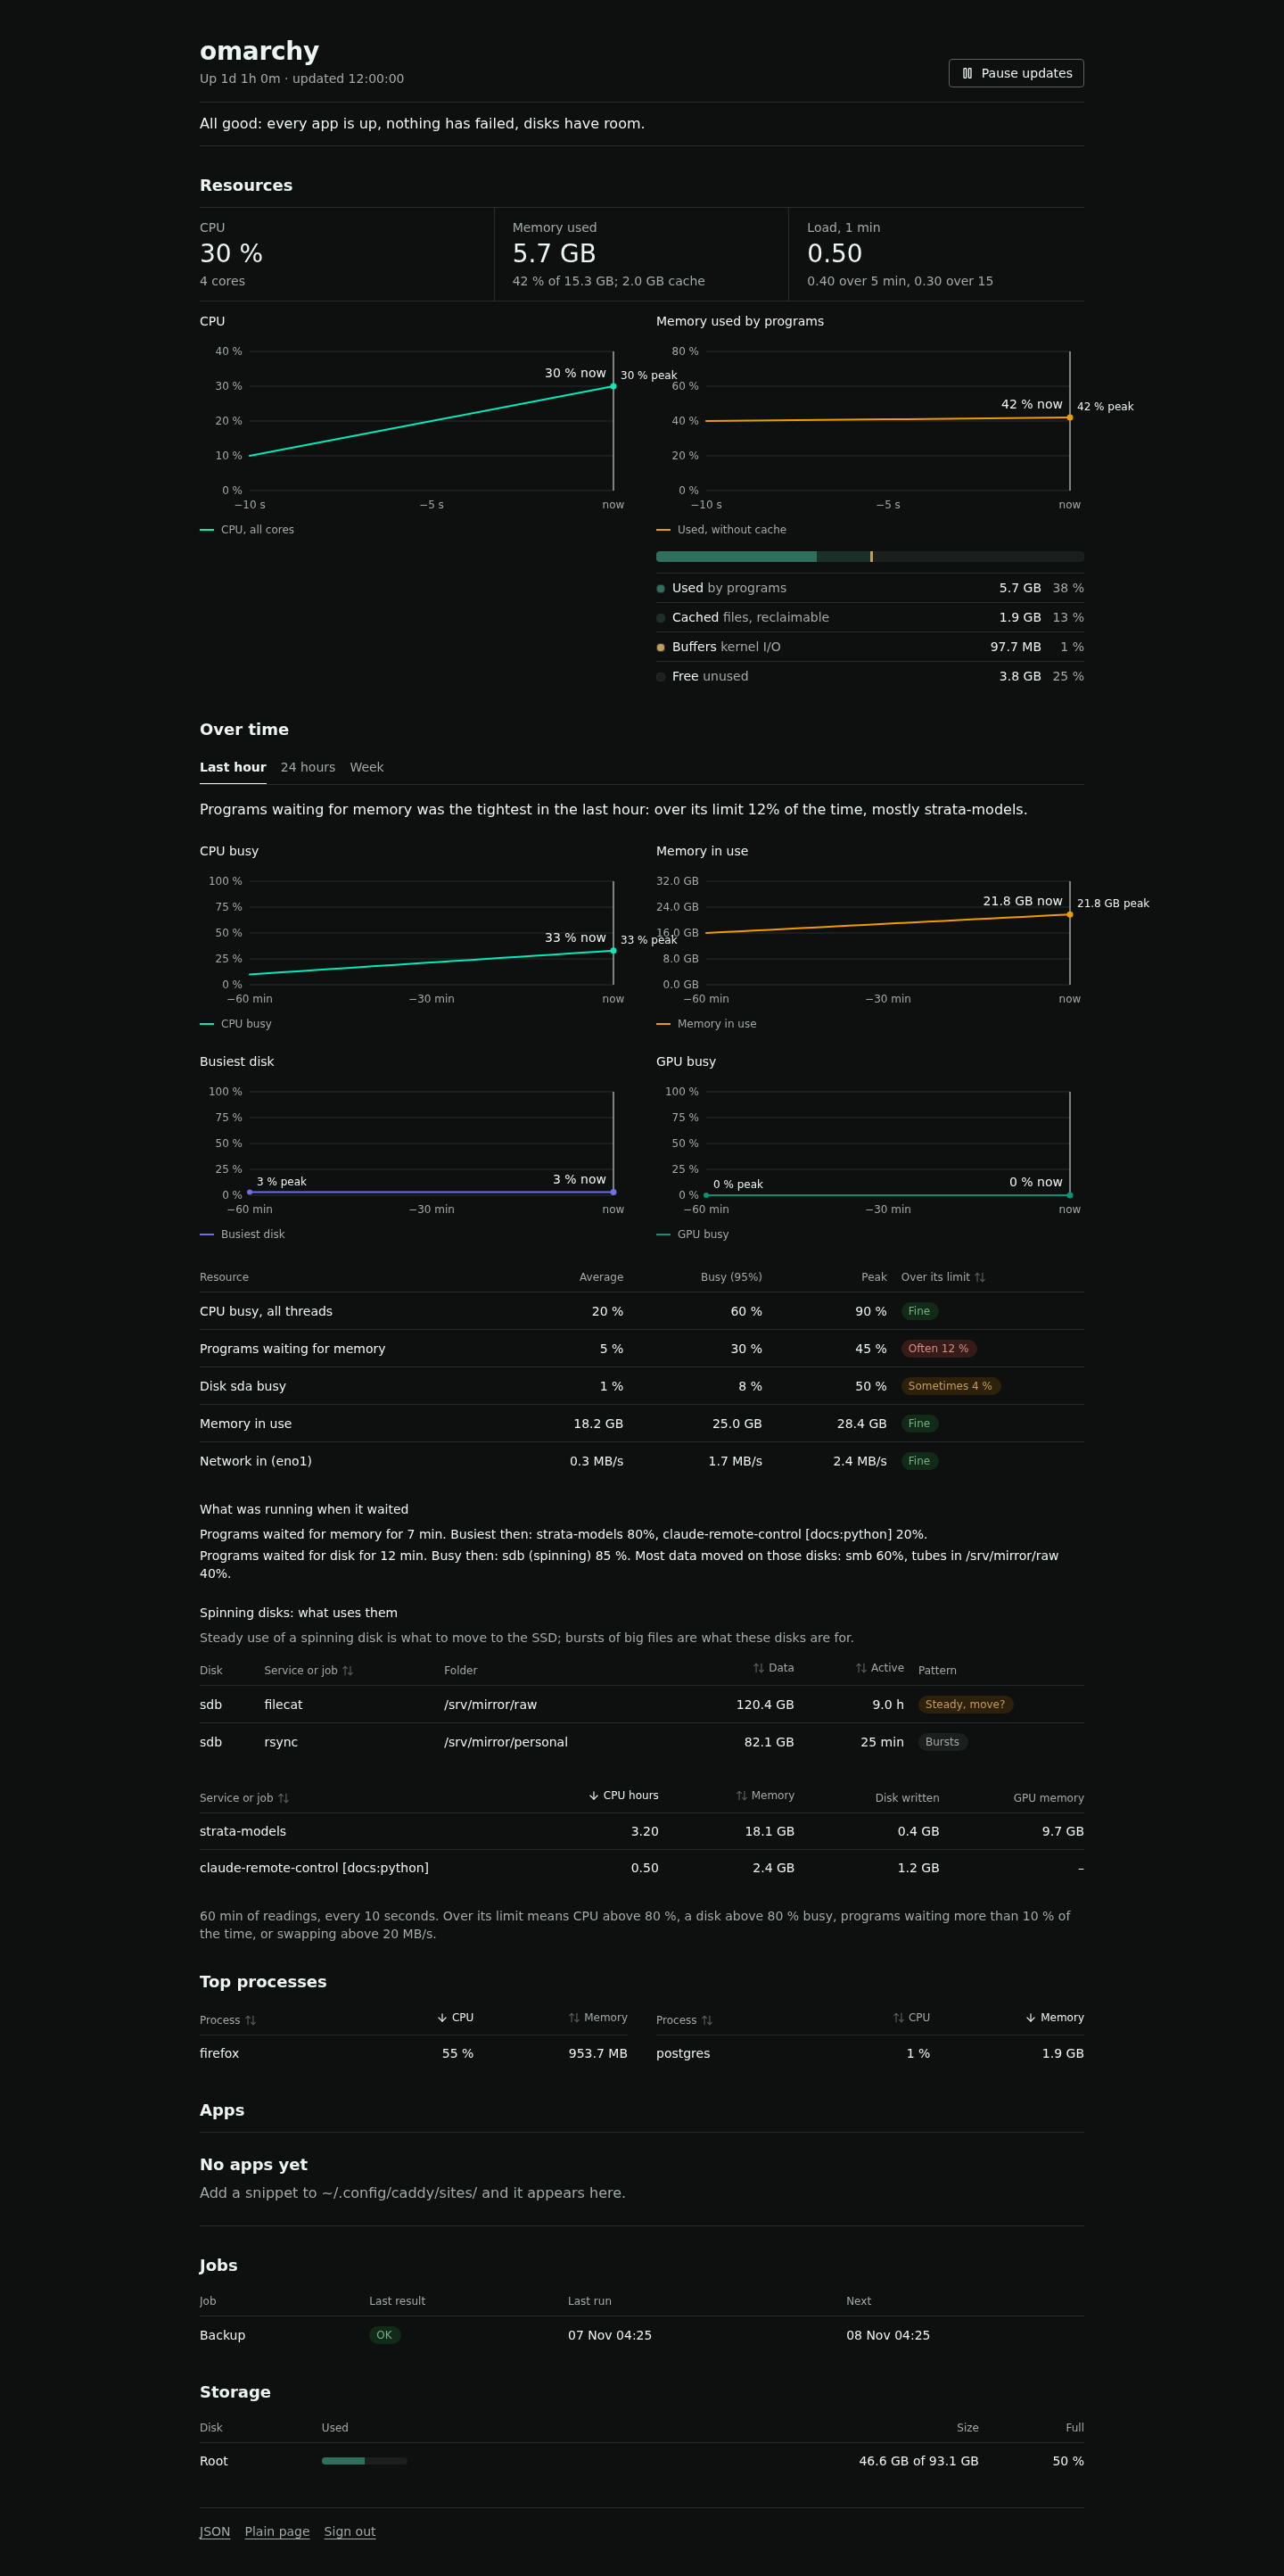 omarchy
Up 1d 1h 0m · updated 12:00:00
Pause updates
All good: every app is up, nothing has failed, disks have room.
Resources
CPU
30 %
4 cores
Memory used
5.7 GB
42 % of 15.3 GB; 2.0 GB cache
Load, 1 min
0.50
0.40 over 5 min, 0.30 over 15
CPU
40 %
30 %
20 %
10 %
0 %
30 % now
30 % peak
−10 s
−5 s
now
CPU, all cores
Memory used by programs
80 %
60 %
40 %
20 %
0 %
42 % now
42 % peak
−10 s
−5 s
now
Used, without cache
Used by programs 5.7 GB 38 %
Cached files, reclaimable 1.9 GB 13 %
Buffers kernel I/O 97.7 MB 1 %
Free unused 3.8 GB 25 %
Over time
Last hour 24 hours Week
Programs waiting for memory was the tightest in the last hour: over its limit 12% of the time, mostly strata-models.
CPU busy
100 %
75 %
50 %
25 %
0 %
33 % now
33 % peak
−60 min
−30 min
now
CPU busy
Memory in use
32.0 GB
24.0 GB
16.0 GB
8.0 GB
0.0 GB
21.8 GB now
21.8 GB peak
−60 min
−30 min
now
Memory in use
Busiest disk
100 %
75 %
50 %
25 %
0 %
3 % peak
3 % now
−60 min
−30 min
now
Busiest disk
GPU busy
100 %
75 %
50 %
25 %
0 %
0 % peak
0 % now
−60 min
−30 min
now
GPU busy
Resource Average Busy (95%) Peak Over its limit
CPU busy, all threads 20 % 60 % 90 % Fine
Programs waiting for memory 5 % 30 % 45 % Often 12 %
Disk sda busy 1 % 8 % 50 % Sometimes 4 %
Memory in use 18.2 GB 25.0 GB 28.4 GB Fine
Network in (eno1) 0.3 MB/s 1.7 MB/s 2.4 MB/s Fine
What was running when it waited
Programs waited for memory for 7 min. Busiest then: strata-models 80%, claude-remote-control [docs:python] 20%.
Programs waited for disk for 12 min. Busy then: sdb (spinning) 85 %. Most data moved on those disks: smb 60%, tubes in /srv/mirror/raw
40%.
Spinning disks: what uses them
Steady use of a spinning disk is what to move to the SSD; bursts of big files are what these disks are for.
Disk Service or job Folder Data Active Pattern
sdb filecat /srv/mirror/raw 120.4 GB 9.0 h Steady, move?
sdb rsync /srv/mirror/personal 82.1 GB 25 min Bursts
Service or job CPU hours Memory Disk written GPU memory
strata-models 3.20 18.1 GB 0.4 GB 9.7 GB
claude-remote-control [docs:python] 0.50 2.4 GB 1.2 GB –
60 min of readings, every 10 seconds. Over its limit means CPU above 80 %, a disk above 80 % busy, programs waiting more than 10 % of
the time, or swapping above 20 MB/s.
Top processes
Process CPU Memory
firefox 55 % 953.7 MB
Process CPU Memory
postgres 1 % 1.9 GB
Apps
No apps yet
Add a snippet to ~/.config/caddy/sites/ and it appears here.
Jobs
Job Last result Last run Next
Backup OK 07 Nov 04:25 08 Nov 04:25
Storage
Disk Used Size Full
Root 46.6 GB of 93.1 GB 50 %
JSON Plain page Sign out